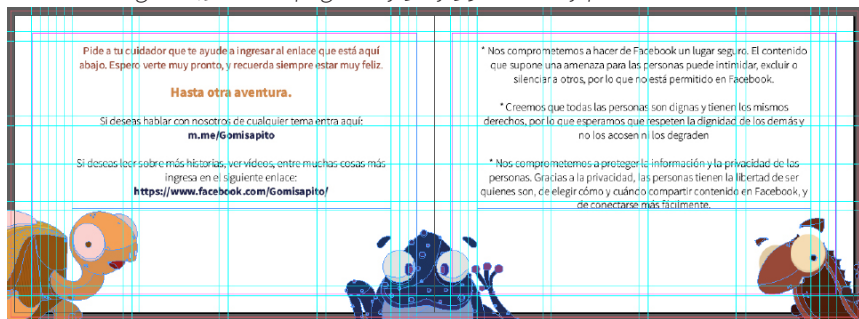 Pide a tu cuidador que te ayude a ingresar al enlace que está aquí
abajo. Espero verte muy pronto, y recuerda siempre estar muy feliz.
Hasta otra aventura.
Si deseas hablar con nosotros de cualquier tema entra aquí:
m.me/Gomisapito
Si deseas leer sobre más historias, ver vídeos, entre muchas cosas más
ingresa en el siguiente enlace:
https://www.facebook.com/Gomisapito/
* Nos comprometemos a hacer de Facebook un lugar seguro. El contenido
que supone una amenaza para las personas puede intimidar, excluir o
silenciar a otros, por lo que no está permitido en Facebook.
* Creemos que todas las personas son dignas y tienen los mismos
derechos, por lo que esperamos que respeten la dignidad de los demás y
no los acosen ni los degraden
* Nos comprometemos a proteger la información y la privacidad de las
personas. Gracias a la privacidad, las personas tienen la libertad de ser
quienes son, de elegir cómo y cuándo compartir contenido en Facebook, y
de conectarse más fácilmente.